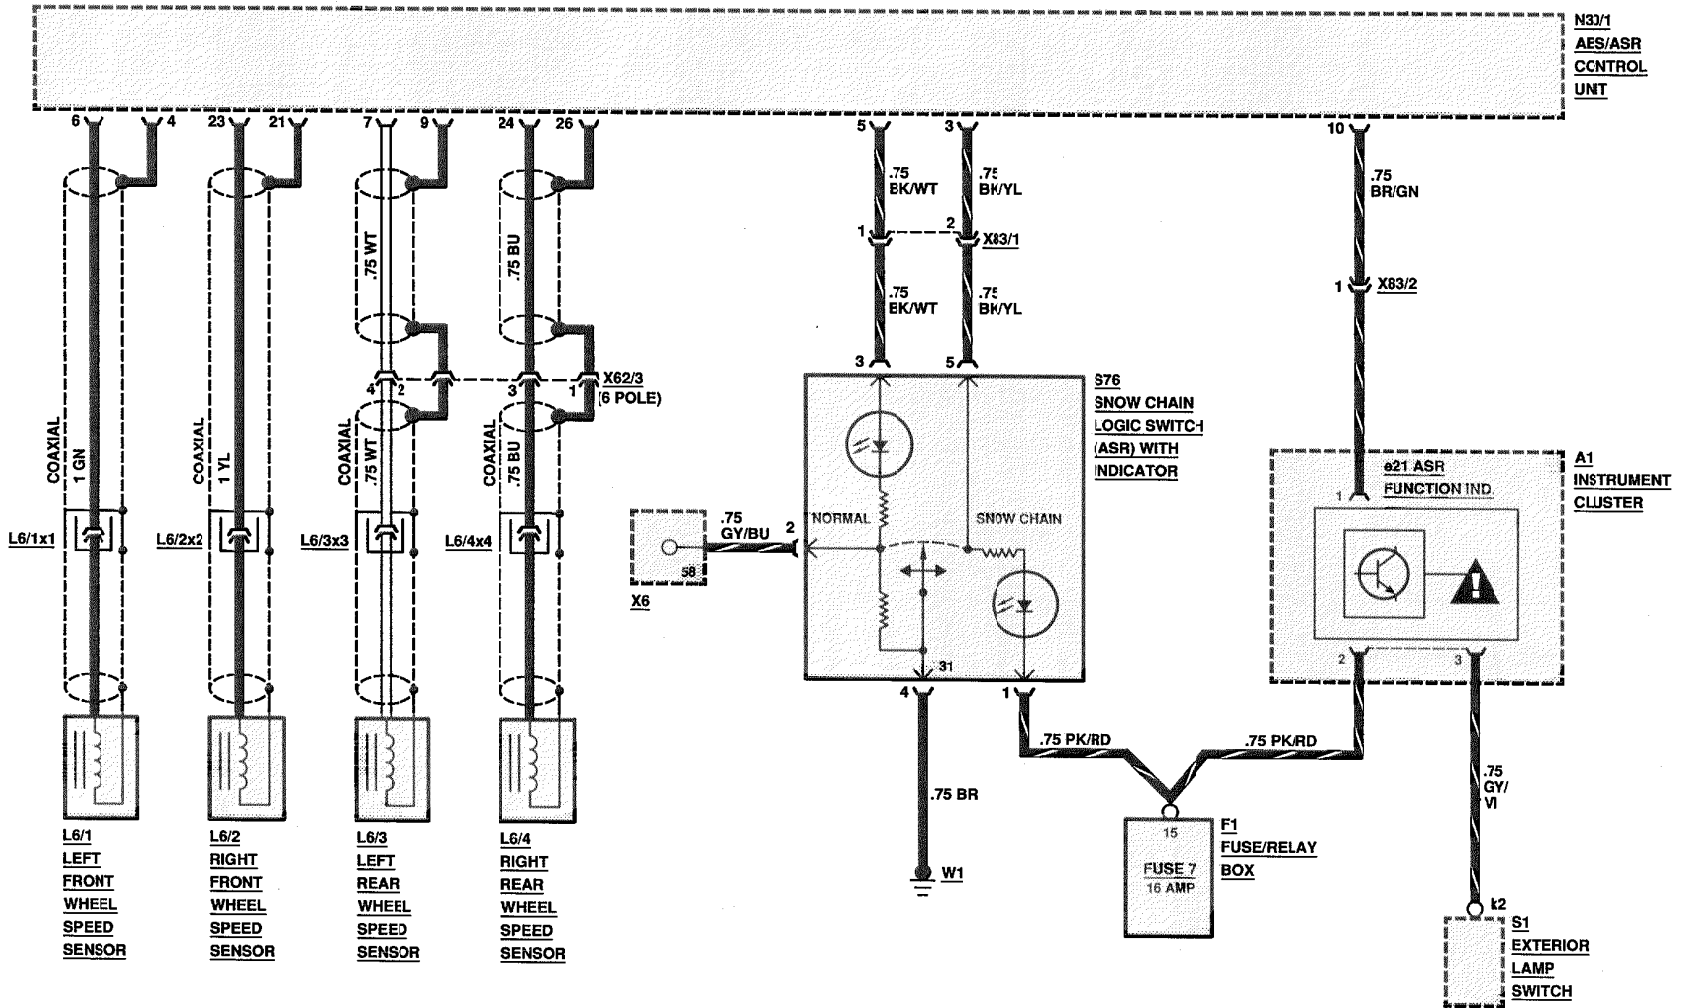 N30/1
AES/ASR
CONTROL
UNT
6 4 23 21 7 9 24 26 5 3 10
.75
BK/WT
.75
BK/YL
.75
BR/GN
1 2 X83/1
.75 WT
.75 BU
1 X83/2
.75
BK/WT
.75
BK/YL
3 5
4 2 3 1 X62/3
(6 POLE)
S76
SNOW CHAIN
LOGIC SWITCH
(ASR) WITH
INDICATOR
COAXIAL
1 GN
COAXIAL
1 YL
COAXIAL
.75 WT
COAXIAL
.75 BU
A1
INSTRUMENT
CLUSTER
e21 ASR
FUNCTION IND.
1
L6/1x1
L6/2x2
L6/3x3
L6/4x4
.75
GY/BU
2
NORMAL
SNOW CHAIN
58
X6
31
4 1
2 3
.75 PK/RD
.75 PK/RD
.75
GY/
VI
.75 BR
W1
15
FUSE 7
16 AMP
F1
FUSE/RELAY
BOX
L6/1
LEFT
FRONT
WHEEL
SPEED
SENSOR
L6/2
RIGHT
FRONT
WHEEL
SPEED
SENSOR
L6/3
LEFT
REAR
WHEEL
SPEED
SENSOR
L6/4
RIGHT
REAR
WHEEL
SPEED
SENSOR
k2
S1
EXTERIOR
LAMP
SWITCH